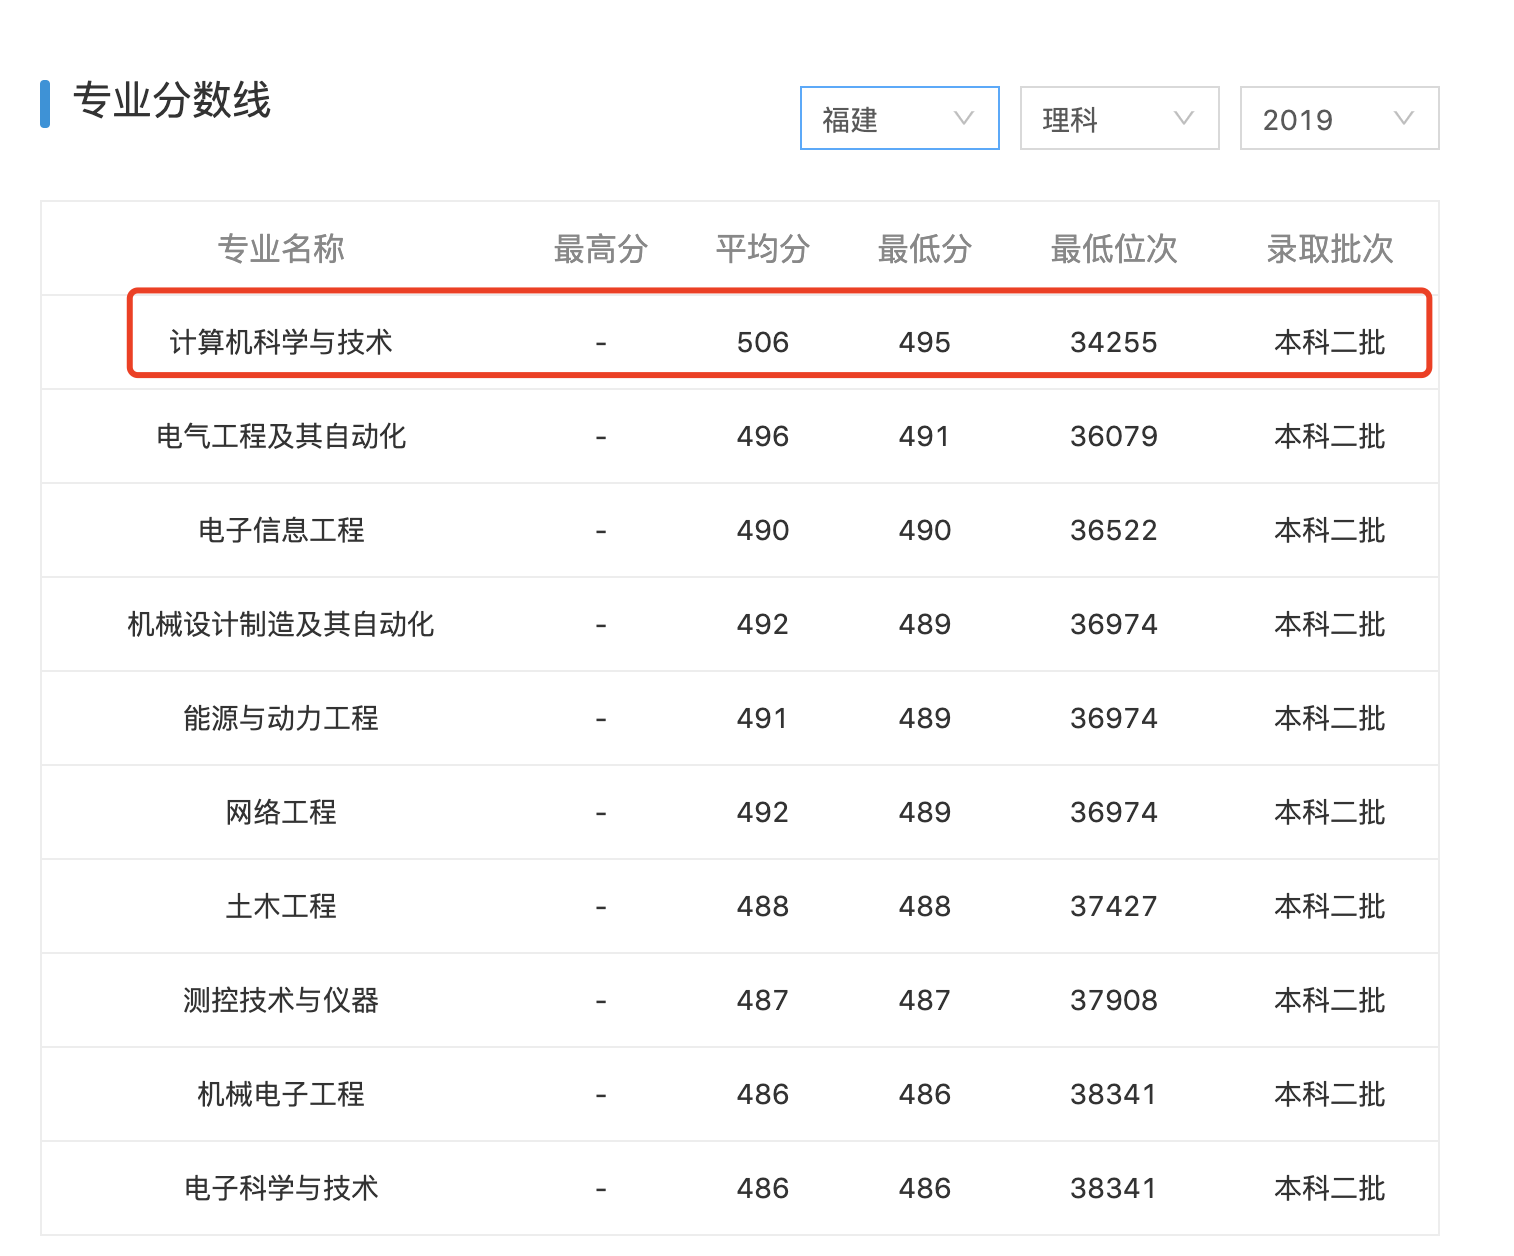 专业分数线
福建 理科 2019
专业名称 最高分 平均分 最低分 最低位次 录取批次
计算机科学与技术 - 506 495 34255 本科二批
电气工程及其自动化 - 496 491 36079 本科二批
电子信息工程 - 490 490 36522 本科二批
机械设计制造及其自动化 - 492 489 36974 本科二批
能源与动力工程 - 491 489 36974 本科二批
网络工程 - 492 489 36974 本科二批
土木工程 - 488 488 37427 本科二批
测控技术与仪器 - 487 487 37908 本科二批
机械电子工程 - 486 486 38341 本科二批
电子科学与技术 - 486 486 38341 本科二批